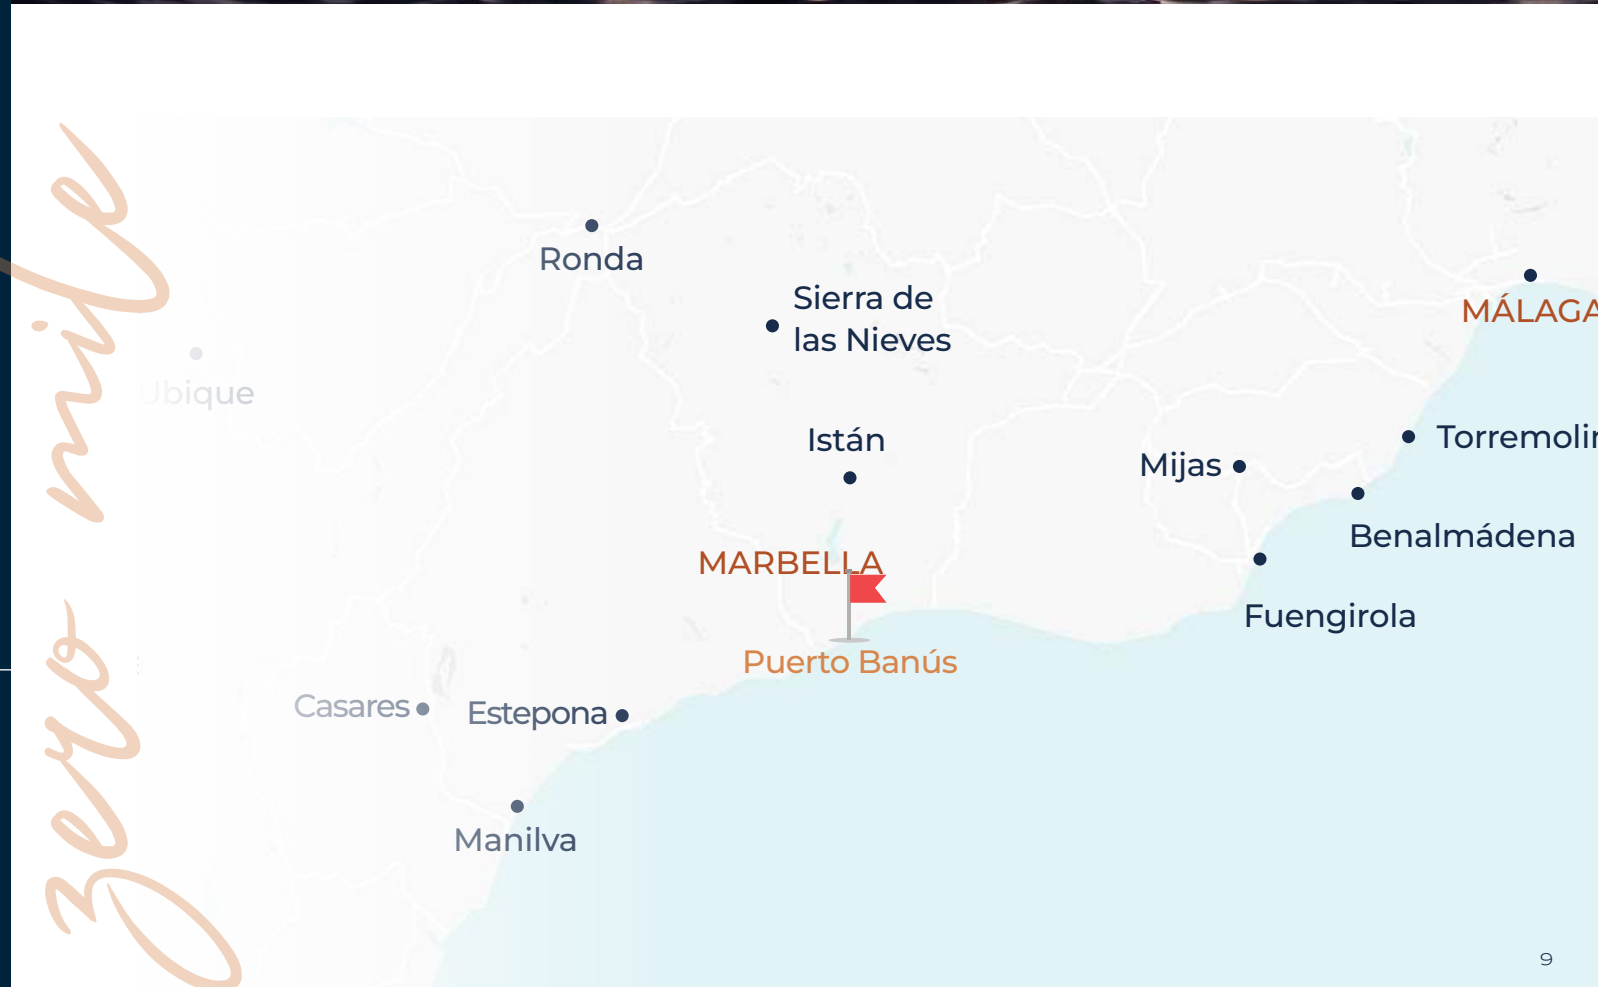 zero mile
Ronda
Sierra de
las Nieves
MÁLAGA
Ubique
Istán
Torremolin
Mijas
Benalmádena
MARBELLA
Fuengirola
Puerto Banús
Casares
Estepona
Manilva
9